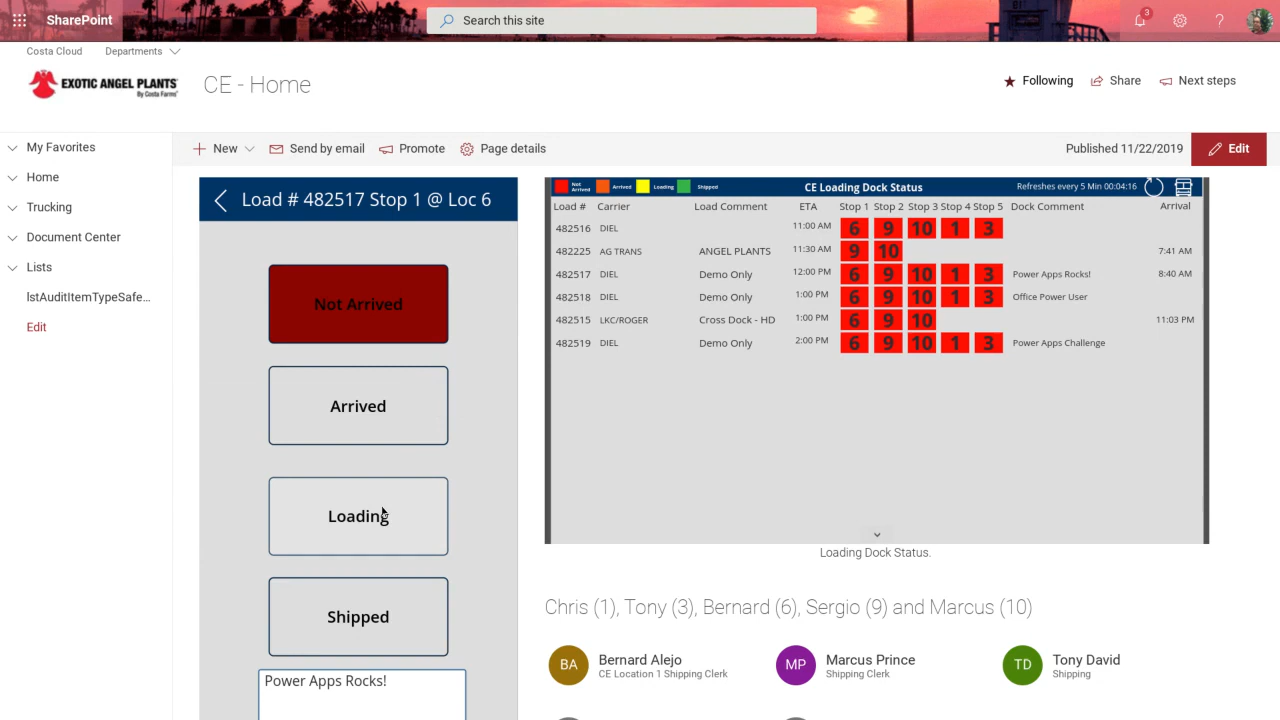 SharePoint
Search this site
3
Costa Cloud Departments
EXOTIC ANGEL PLANTS
By Costa Farms
CE - Home
Following Share Next steps
My Favorites
Home
Trucking
Document Center
Lists
lstAuditItemTypeSafe...
Edit
New Send by email Promote Page details
Published 11/22/2019 Edit
Load # 482517 Stop 1 @ Loc 6
Not Arrived
Arrived
Loading
Shipped
Power Apps Rocks!
Not Arrived Arrived Loading Shipped CE Loading Dock Status Refreshes every 5 Min 00:04:16
Load # Carrier Load Comment ETA Stop 1 Stop 2 Stop 3 Stop 4 Stop 5 Dock Comment Arrival
482516 DIEL 11:00 AM 6 9 10 1 3
482225 AG TRANS ANGEL PLANTS 11:30 AM 9 10 7:41 AM
482517 DIEL Demo Only 12:00 PM 6 9 10 1 3 Power Apps Rocks! 8:40 AM
482518 DIEL Demo Only 1:00 PM 6 9 10 1 3 Office Power User
482515 LKC/ROGER Cross Dock - HD 1:00 PM 6 9 10 11:03 PM
482519 DIEL Demo Only 2:00 PM 6 9 10 1 3 Power Apps Challenge
Loading Dock Status.
Chris (1), Tony (3), Bernard (6), Sergio (9) and Marcus (10)
BA Bernard Alejo
CE Location 1 Shipping Clerk
MP Marcus Prince
Shipping Clerk
TD Tony David
Shipping